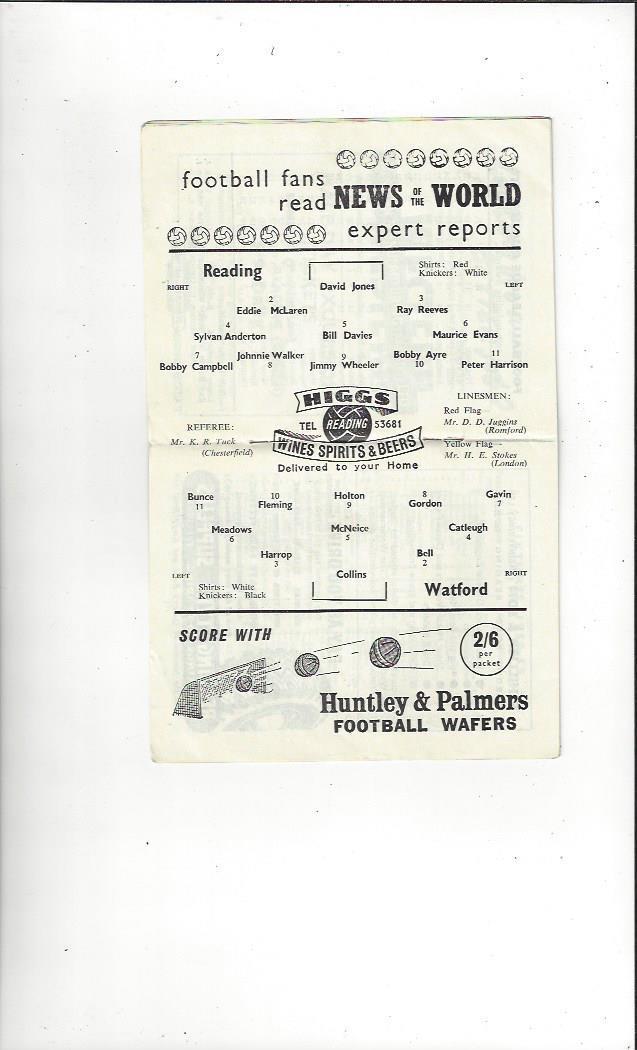 football fans
read NEWS OF THE WORLD
expert reports
Reading
Shirts: Red
Knickers: White
RIGHT
David Jones
LEFT
2
3
Eddie McLaren
Ray Reeves
4
5
6
Sylvan Anderton
Bill Davies
Maurice Evans
7
Johnnie Walker
9
Bobby Ayre
11
Bobby Campbell
8
Jimmy Wheeler
10
Peter Harrison
HIGGS
LINESMEN:
Red Flag
REFEREE:
TEL READING 53681
Mr. D. D. Juggins
(Romford)
Mr. K. R. Tuck
(Chesterfield)
WINES SPIRITS & BEERS
Yellow Flag
Mr. H. E. Stokes
(London)
Delivered to your Home
Bunce
10
Holton
8
Gavin
11
Fleming
9
Gordon
7
Meadows
McNeice
Catleugh
6
5
4
Harrop
Bell
3
2
LEFT
Collins
RIGHT
Shirts: White
Knickers: Black
Watford
SCORE WITH
2/6
per
packet
Huntley & Palmers
FOOTBALL WAFERS